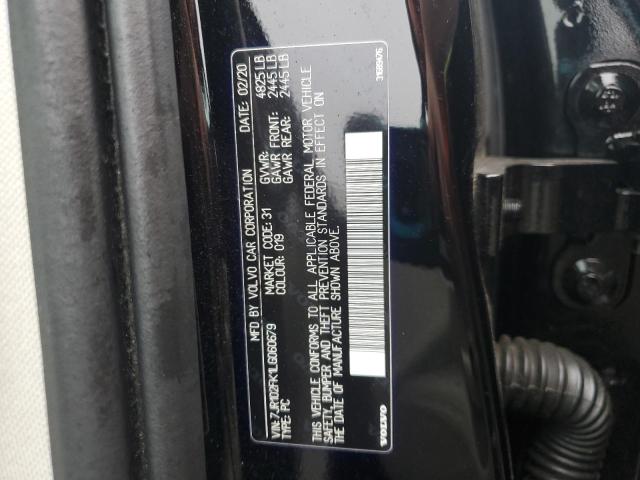 MFD BY VOLVO CAR CORPORATION DATE: 02/20
VIN: 7JR102FK1LG060679 MARKET CODE: 31 GVWR: 4825 LB
TYPE: PC COLOUR: 019 GAWR FRONT: 2445 LB
GAWR REAR: 2445 LB
THIS VEHICLE CONFORMS TO ALL APPLICABLE FEDERAL MOTOR VEHICLE
SAFETY, BUMPER AND THEFT PREVENTION STANDARDS IN EFFECT ON
THE DATE OF MANUFACTURE SHOWN ABOVE.
VOLVO 31689476